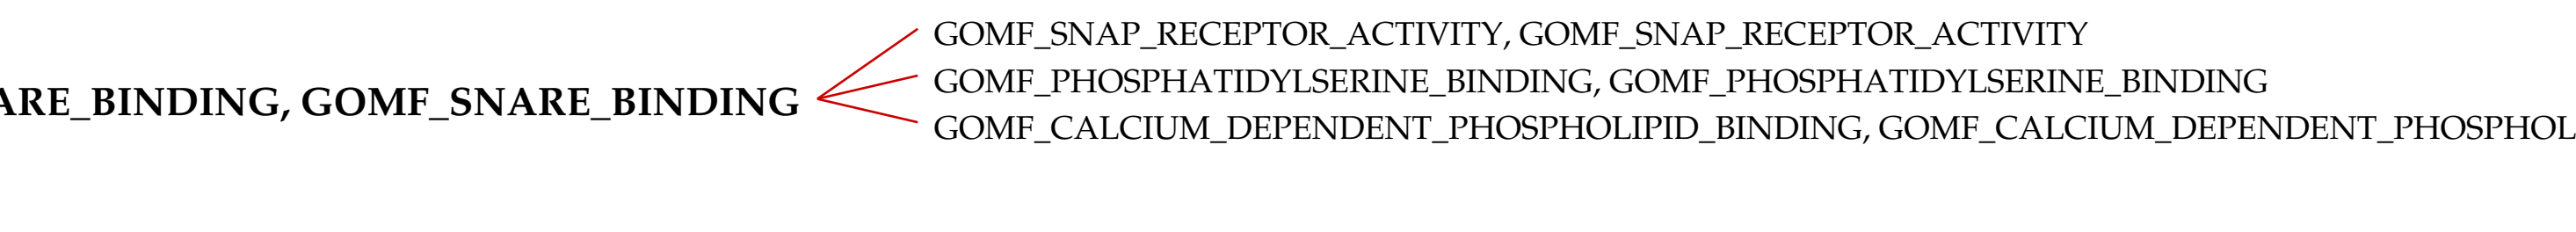 GOMF_SNAP_RECEPTOR_ACTIVITY, GOMF_SNAP_RECEPTOR_ACTIVITY
GOMF_PHOSPHATIDYLSERINE_BINDING, GOMF_PHOSPHATIDYLSERINE_BINDING
ARE_BINDING, GOMF_SNARE_BINDING
GOMF_CALCIUM_DEPENDENT_PHOSPHOLIPID_BINDING, GOMF_CALCIUM_DEPENDENT_PHOSPHOL